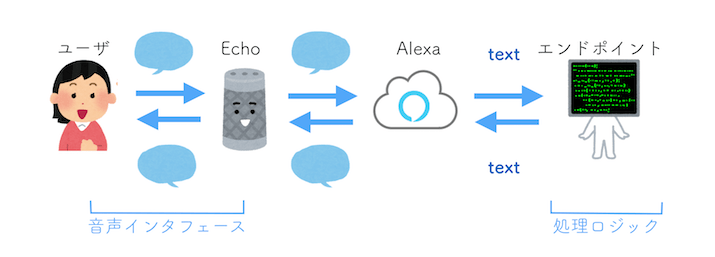 ユーザ
Echo
Alexa
text
エンドポイント
text
音声インタフェース
処理ロジック